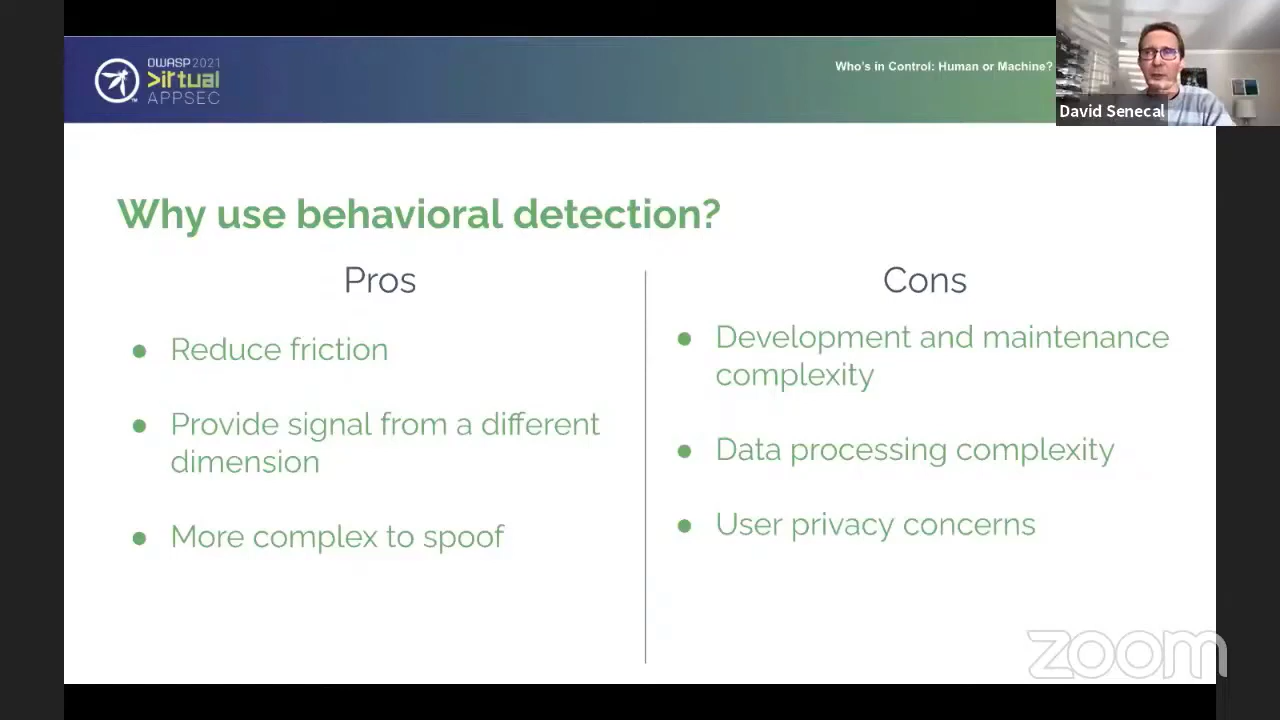 OWASP 2021
Virtual
APPSEC
Who's in Control: Human or Machine?
David Senecal
Why use behavioral detection?
Pros
● Reduce friction
● Provide signal from a different
dimension
● More complex to spoof
Cons
● Development and maintenance
complexity
● Data processing complexity
● User privacy concerns
zoom